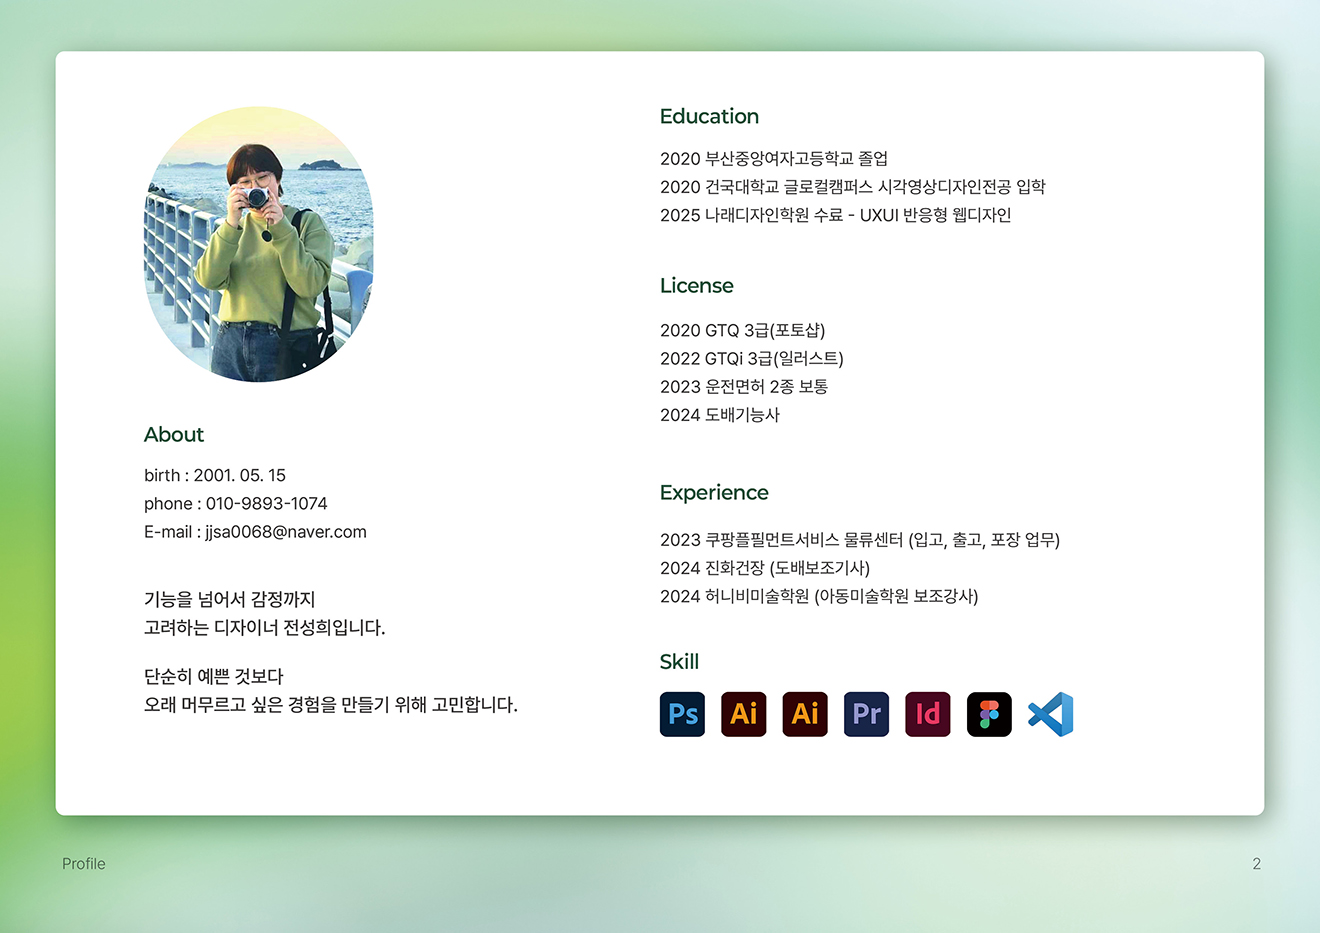 About
birth : 2001. 05. 15
phone : 010-9893-1074
E-mail : jjsa0068@naver.com
기능을 넘어서 감정까지
고려하는 디자이너 전성희입니다.
단순히 예쁜 것보다
오래 머무르고 싶은 경험을 만들기 위해 고민합니다.
Education
2020 부산중앙여자고등학교 졸업
2020 건국대학교 글로컬캠퍼스 시각영상디자인전공 입학
2025 나래디자인학원 수료 - UXUI 반응형 웹디자인
License
2020 GTQ 3급(포토샵)
2022 GTQi 3급(일러스트)
2023 운전면허 2종 보통
2024 도배기능사
Experience
2023 쿠팡플필먼트서비스 물류센터 (입고, 출고, 포장 업무)
2024 진화건장 (도배보조기사)
2024 허니비미술학원 (아동미술학원 보조강사)
Skill
Ps Ai Ai Pr Id
Profile
2